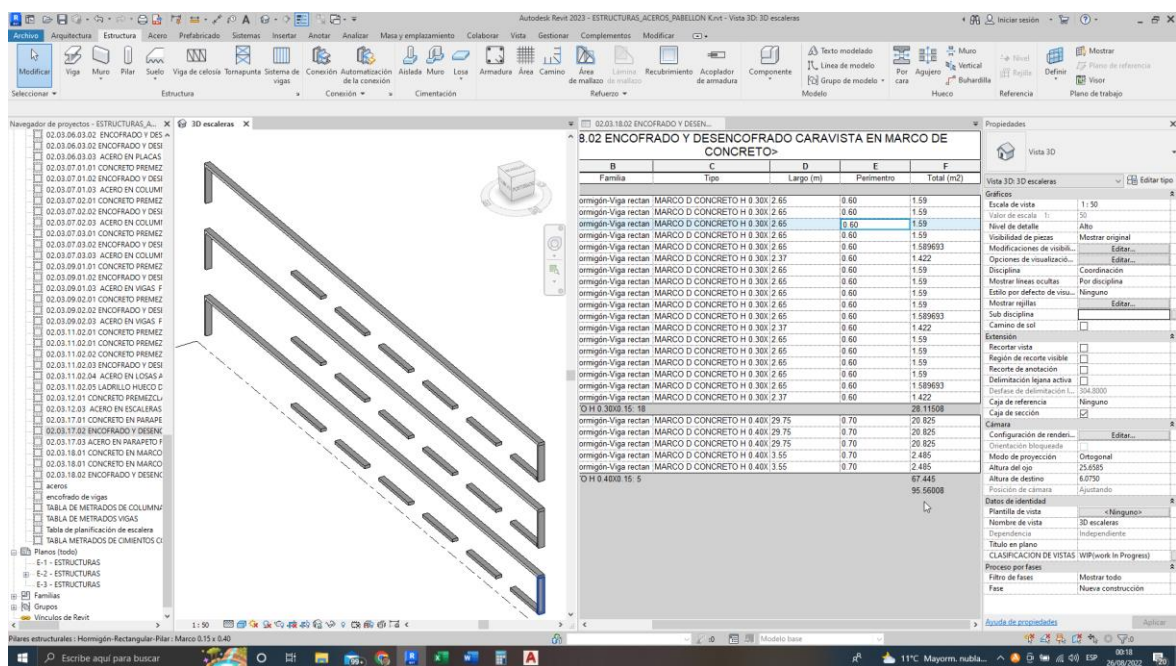 Autodesk Revit 2023 - ESTRUCTURAS_ACEROS_PABELLON K.rvt - Vista 3D: 3D escaleras
Iniciar sesión
Archivo Arquitectura Estructura Acero Prefabricado Sistemas Insertar Anotar Analizar Masa y emplazamiento Colaborar Vista Gestionar Complementos Modificar
Modificar Viga Muro Pilar Suelo Viga de celosía Tornapunta Sistema de vigas Conexión Automatización de la conexión Aislada Muro Losa Armadura Área Camino Área de mallazo Lámina de mallazo Recubrimiento Acoplador de armadura Componente
Texto modelado
Línea de modelo
Grupo de modelo
Por cara Agujero Muro Vertical Buhardilla
Nivel Rejilla Definir Mostrar Plano de referencia Visor
Seleccionar Estructura Conexión Cimentación Refuerzo Modelo Hueco Referencia Plano de trabajo
Navegador de proyectos - ESTRUCTURAS_A...
02.03.06.03.02 ENCOFRADO Y DES
02.03.06.03.02 ENCOFRADO Y DESI
02.03.06.03.03 ACERO EN PLACAS
02.03.07.01.01 CONCRETO PREMEZ
02.03.07.01.02 ENCOFRADO Y DESI
02.03.07.01.03 ACERO EN COLUMI
02.03.07.02.01 CONCRETO PREMEZ
02.03.07.02.02 ENCOFRADO Y DESI
02.03.07.02.03 ACERO EN COLUMI
02.03.07.03.01 CONCRETO PREMEZ
02.03.07.03.02 ENCOFRADO Y DESI
02.03.07.03.03 ACERO EN COLUMI
02.03.09.01.01 CONCRETO PREMEZ
02.03.09.01.02 ENCOFRADO Y DESI
02.03.09.01.03 ACERO EN VIGAS F
02.03.09.02.01 CONCRETO PREMEZ
02.03.09.02.02 ENCOFRADO Y DESI
02.03.09.02.03 ACERO EN VIGAS F
02.03.11.02.01 CONCRETO PREMEZ
02.03.11.02.01 CONCRETO PREMEZ
02.03.11.02.02 CONCRETO PREMEZ
02.03.11.02.03 ENCOFRADO Y DESI
02.03.11.02.04 ACERO EN LOSAS A
02.03.11.02.05 LADRILLO HUECO D
02.03.12.01 CONCRETO PREMEZCL
02.03.12.03 ACERO EN ESCALERAS
02.03.17.01 CONCRETO EN PARAPE
02.03.17.02 ENCOFRADO Y DESENC
02.03.17.03 ACERO EN PARAPETO F
02.03.18.01 CONCRETO EN MARCO
02.03.18.01 CONCRETO EN MARCO
02.03.18.02 ENCOFRADO Y DESENC
aceros
encofrado de vigas
TABLA DE METRADOS DE COLUMNA
TABLA DE METRADOS VIGAS
Tabla de planificación de escalera
TABLA METRADOS DE CIMIENTOS CO
Planos (todo)
E-1 - ESTRUCTURAS
E-2 - ESTRUCTURAS
E-3 - ESTRUCTURAS
Familias
Grupos
Vínculos de Revit
3D escaleras
1 : 50
02.03.18.02 ENCOFRADO Y DESEN...
8.02 ENCOFRADO Y DESENCOFRADO CARAVISTA EN MARCO DE
CONCRETO>
B C D E F
Familia Tipo Largo (m) Perimentro Total (m2)
ormigón-Viga rectan MARCO D CONCRETO H 0.30X 2.65 0.60 1.59
ormigón-Viga rectan MARCO D CONCRETO H 0.30X 2.65 0.60 1.59
ormigón-Viga rectan MARCO D CONCRETO H 0.30X 2.65 0.60 1.59
ormigón-Viga rectan MARCO D CONCRETO H 0.30X 2.65 0.60 1.59
ormigón-Viga rectan MARCO D CONCRETO H 0.30X 2.65 0.60 1.589693
ormigón-Viga rectan MARCO D CONCRETO H 0.30X 2.37 0.60 1.422
ormigón-Viga rectan MARCO D CONCRETO H 0.30X 2.65 0.60 1.59
ormigón-Viga rectan MARCO D CONCRETO H 0.30X 2.65 0.60 1.59
ormigón-Viga rectan MARCO D CONCRETO H 0.30X 2.65 0.60 1.59
ormigón-Viga rectan MARCO D CONCRETO H 0.30X 2.65 0.60 1.59
ormigón-Viga rectan MARCO D CONCRETO H 0.30X 2.65 0.60 1.589693
ormigón-Viga rectan MARCO D CONCRETO H 0.30X 2.37 0.60 1.422
ormigón-Viga rectan MARCO D CONCRETO H 0.30X 2.65 0.60 1.59
ormigón-Viga rectan MARCO D CONCRETO H 0.30X 2.65 0.60 1.59
ormigón-Viga rectan MARCO D CONCRETO H 0.30X 2.65 0.60 1.59
ormigón-Viga rectan MARCO D CONCRETO H 0.30X 2.65 0.60 1.59
ormigón-Viga rectan MARCO D CONCRETO H 0.30X 2.65 0.60 1.589693
ormigón-Viga rectan MARCO D CONCRETO H 0.30X 2.37 0.60 1.422
O H 0.30X0.15: 18 28.11508
ormigón-Viga rectan MARCO D CONCRETO H 0.40X 29.75 0.70 20.825
ormigón-Viga rectan MARCO D CONCRETO H 0.40X 29.75 0.70 20.825
ormigón-Viga rectan MARCO D CONCRETO H 0.40X 29.75 0.70 20.825
ormigón-Viga rectan MARCO D CONCRETO H 0.40X 3.55 0.70 2.485
ormigón-Viga rectan MARCO D CONCRETO H 0.40X 3.55 0.70 2.485
O H 0.40X0.15: 5 67.445
95.56008
Propiedades
Vista 3D
Vista 3D: 3D escaleras Editar tipo
Gráficos
Escala de vista 1 : 50
Valor de escala 1: 50
Nivel de detalle Alto
Visibilidad de piezas Mostrar original
Modificaciones de visibili... Editar...
Opciones de visualizació... Editar...
Disciplina Coordinación
Mostrar líneas ocultas Por disciplina
Estilo por defecto de visu... Ninguno
Mostrar rejillas Editar...
Sub disciplina
Camino de sol
Extensión
Recortar vista
Región de recorte visible
Recorte de anotación
Delimitación lejana activa
Desfase de delimitación l... 304.8000
Caja de referencia Ninguno
Caja de sección
Cámara
Configuración de renderi... Editar...
Orientación bloqueada
Modo de proyección Ortogonal
Altura del ojo 25.6585
Altura de destino 6.0750
Posición de cámara Ajustando
Datos de identidad
Plantilla de vista <Ninguno>
Nombre de vista 3D escaleras
Dependencia Independiente
Título en plano
CLASIFICACION DE VISTAS WIP(work In Progress)
Proceso por fases
Filtro de fases Mostrar todo
Fase Nueva construcción
Ayuda de propiedades Aplicar
Pilares estructurales : Hormigón-Rectangular-Pilar : Marco 0.15 x 0.40
:0 Modelo base
Escribe aquí para buscar
11°C Mayorm. nubla... ESP 00:18
26/08/2022